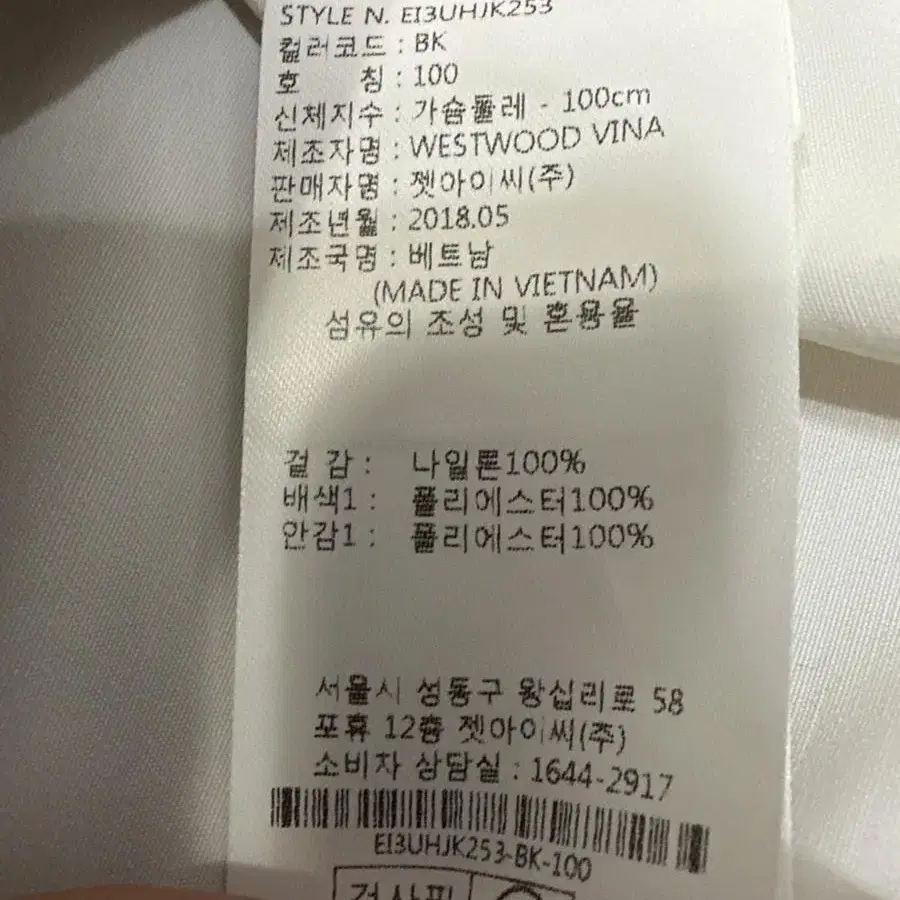 STYLE N. EI3UHJK253
컬러코드 : BK
호 칭 : 100
신체지수 : 가슴둘레 - 100cm
제조자명 : WESTWOOD VINA
판매자명 : 젯아이씨(주)
제조년월 : 2018.05
제조국명 : 베트남
(MADE IN VIETNAM)
섬유의 조성 및 혼용율
겉 감 : 나일론100%
배색1 : 폴리에스터100%
안감1 : 폴리에스터100%
서울시 성동구 왕십리로 58
포휴 12층 젯아이씨(주)
소비자 상담실 : 1644-2917
EI3UHJK253-BK-100
검사필